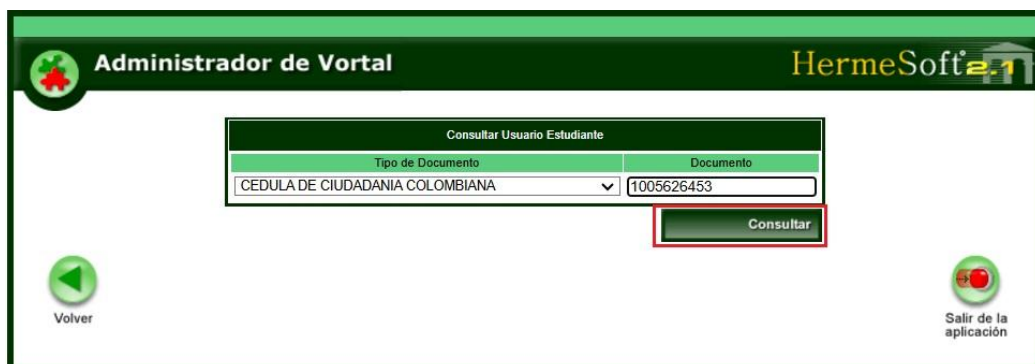 Administrador de Vortal
HermeSoft 2.1
Consultar Usuario Estudiante
Tipo de Documento Documento
CEDULA DE CIUDADANIA COLOMBIANA 1005626453
Consultar
Volver
Salir de la
aplicación